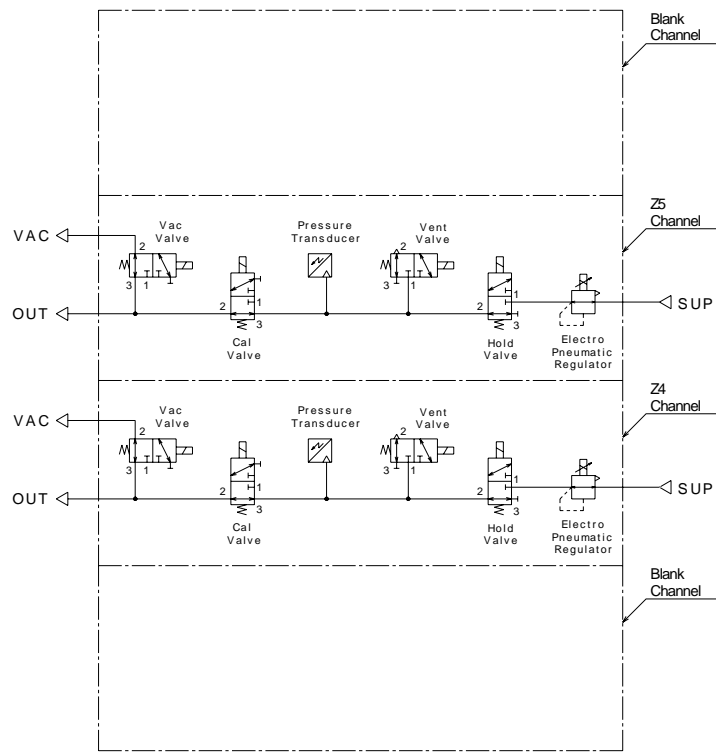 Blank
Channel
Z5
Channel
VAC
Vac
Valve
2
3 1
OUT
2
1
3
Cal
Valve
Pressure
Transducer
Vent
Valve
2
3 1
1
2
3
Hold
Valve
Electro
Pneumatic
Regulator
SUP
Z4
Channel
VAC
Vac
Valve
2
3 1
OUT
2
1
3
Cal
Valve
Pressure
Transducer
Vent
Valve
2
3 1
1
2
3
Hold
Valve
Electro
Pneumatic
Regulator
SUP
Blank
Channel